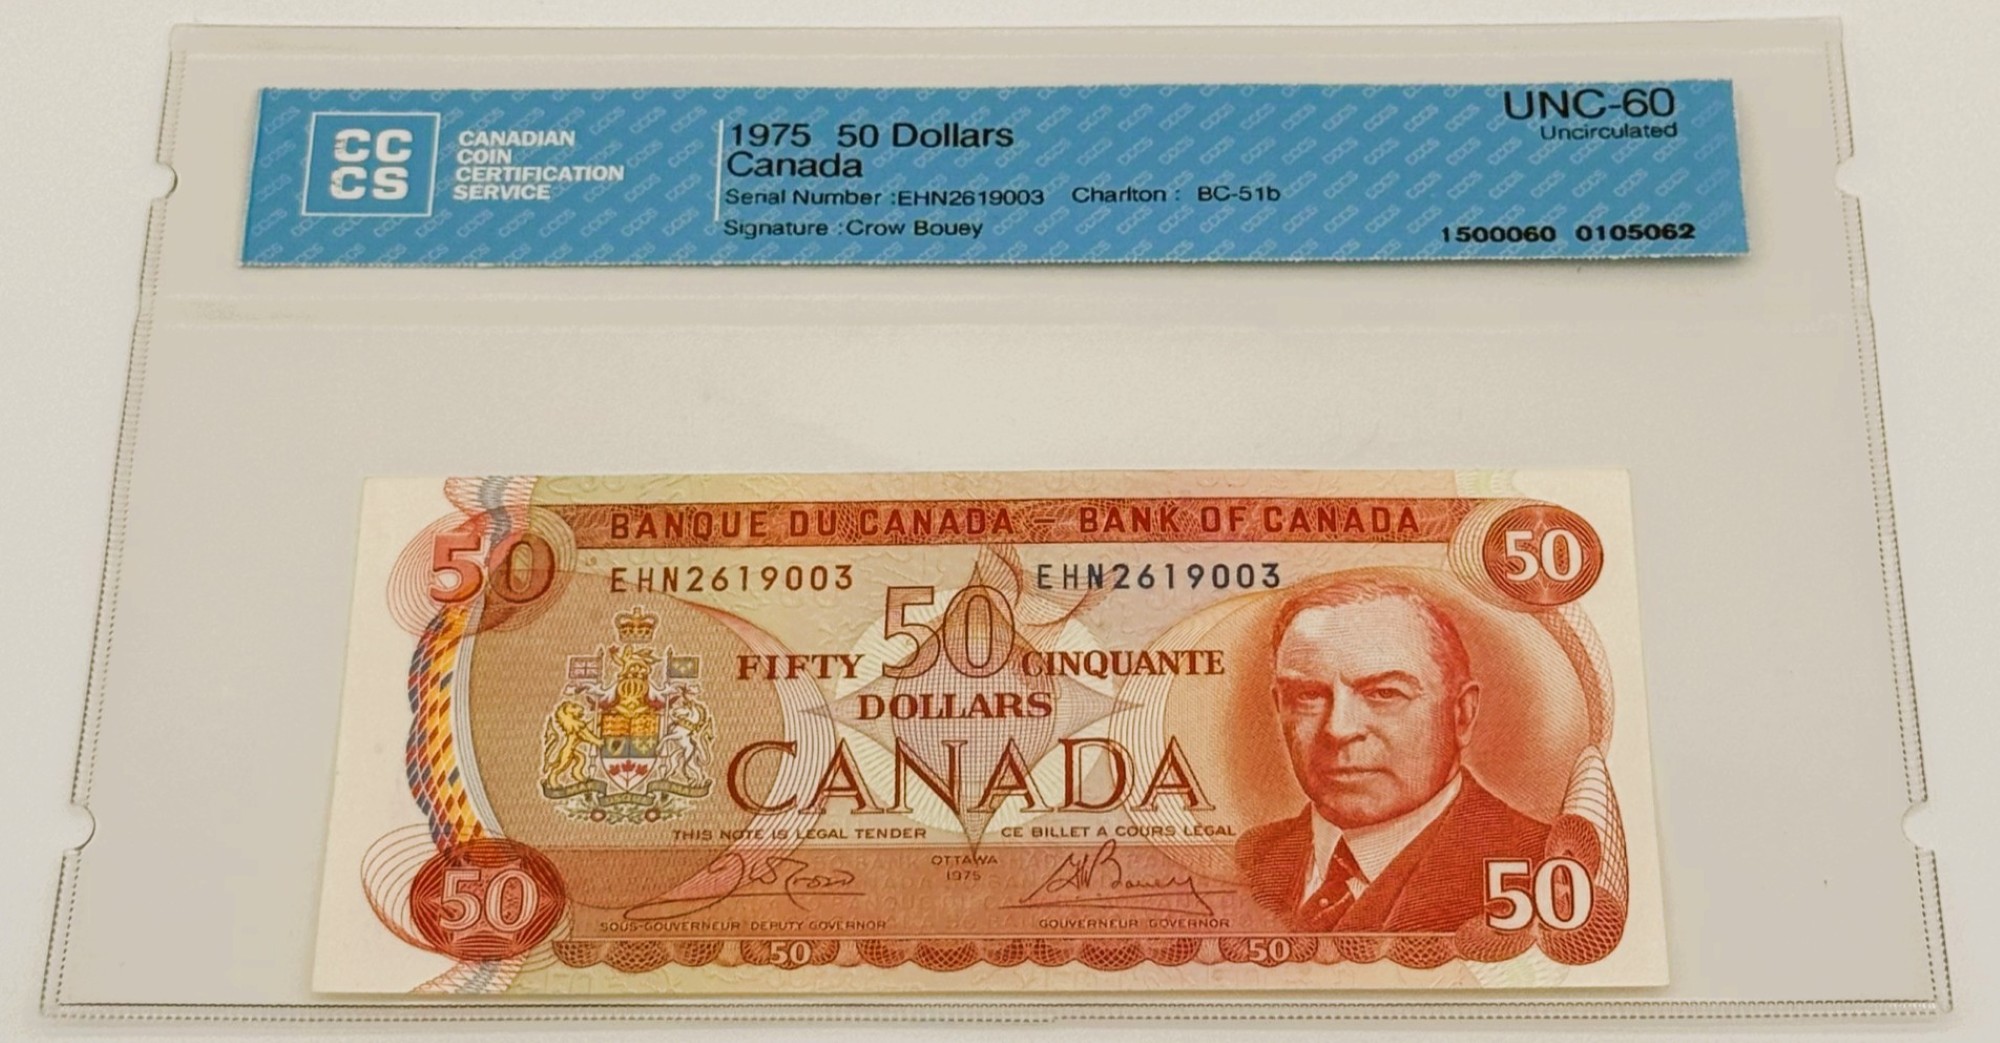 CC
CS
CANADIAN
COIN
CERTIFICATION
SERVICE
1975 50 Dollars
Canada
Serial Number :EHN2619003 Charlton : BC-51b
Signature :Crow Bouey
UNC-60
Uncirculated
1500060 0105062
BANQUE DU CANADA – BANK OF CANADA
50
50
EHN2619003
EHN2619003
50
FIFTY
CINQUANTE
DOLLARS
CANADA
THIS NOTE IS LEGAL TENDER
CE BILLET A COURS LÉGAL
OTTAWA
1975
SOUS-GOUVERNEUR DEPUTY GOVERNOR
GOUVERNEUR GOVERNOR
50
50
50
50